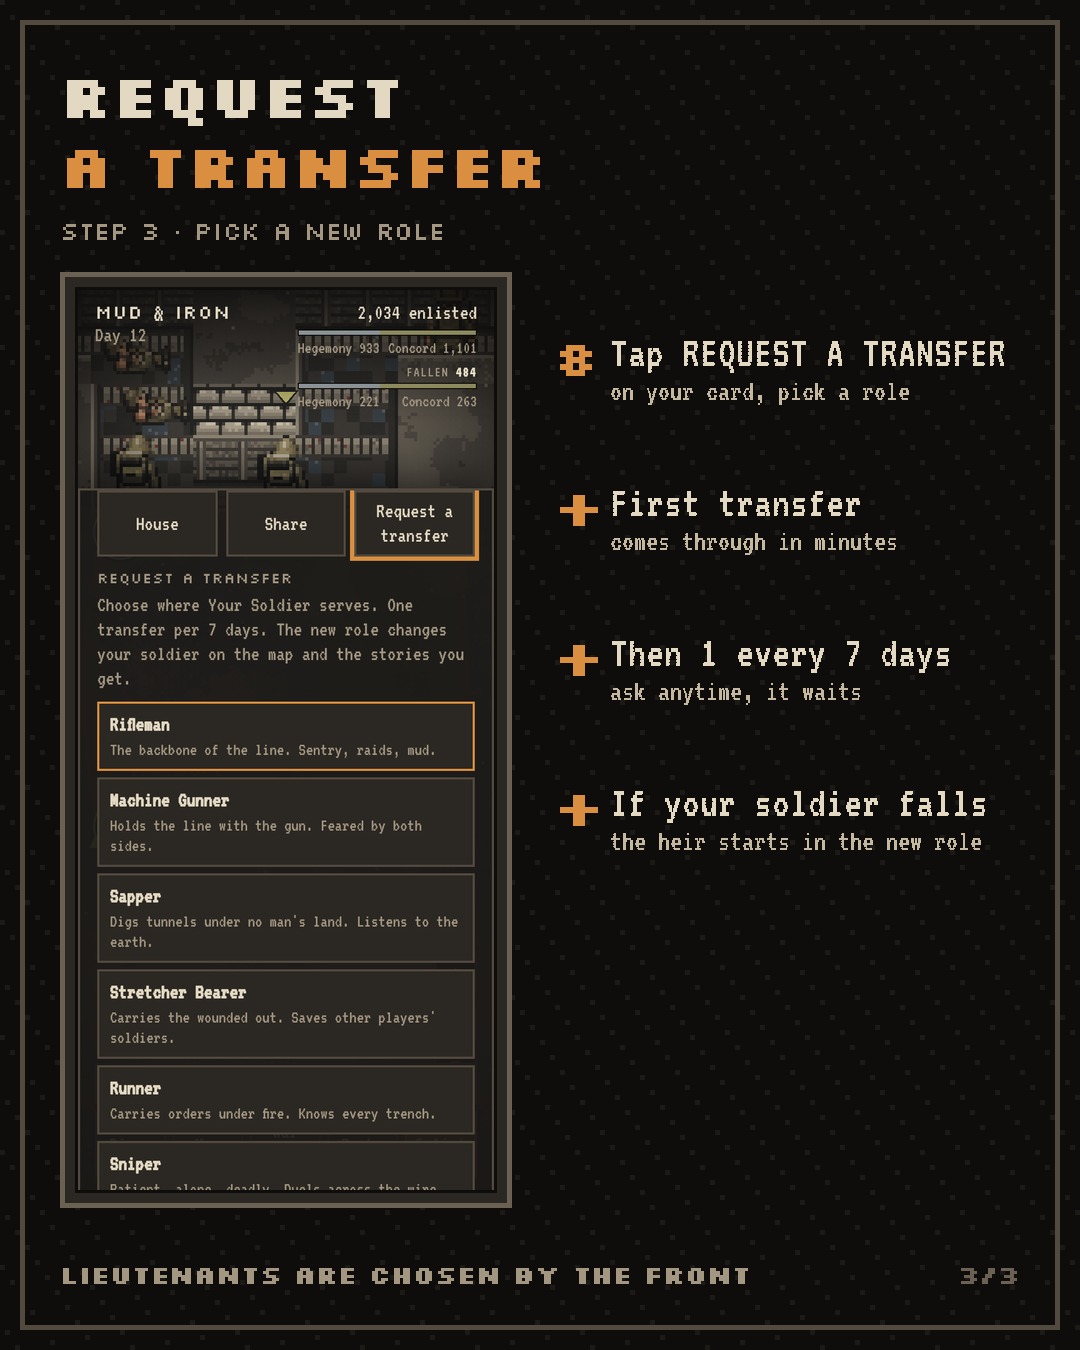 REQUEST
A TRANSFER
STEP 3 · PICK A NEW ROLE
MUD & IRON
2,034 enlisted
Day 12
Hegemony 933 Concord 1,101
FALLEN 484
Hegemony 221 Concord 263
House
Share
Request a
transfer
REQUEST A TRANSFER
Choose where Your Soldier serves. One
transfer per 7 days. The new role changes
your soldier on the map and the stories you
get.
Rifleman
The backbone of the line. Sentry, raids, mud.
Machine Gunner
Holds the line with the gun. Feared by both
sides.
Sapper
Digs tunnels under no man's land. Listens to the
earth.
Stretcher Bearer
Carries the wounded out. Saves other players'
soldiers.
Runner
Carries orders under fire. Knows every trench.
Sniper
Patient, alone, deadly. Duels across the wire.
Tap REQUEST A TRANSFER
on your card, pick a role
First transfer
comes through in minutes
Then 1 every 7 days
ask anytime, it waits
If your soldier falls
the heir starts in the new role
LIEUTENANTS ARE CHOSEN BY THE FRONT
3/3